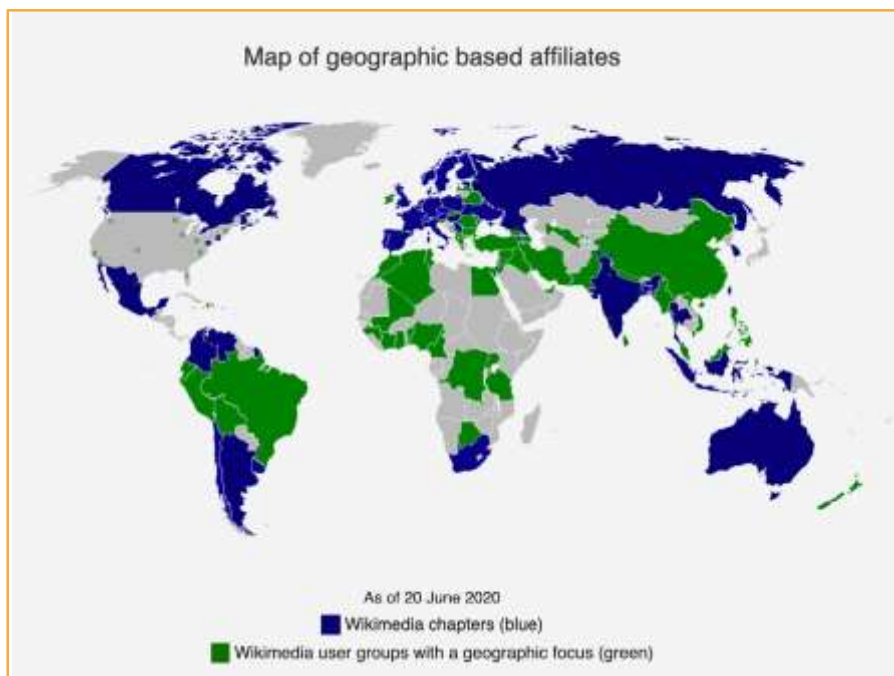 Map of geographic based affiliates
As of 20 June 2020
Wikimedia chapters (blue)
Wikimedia user groups with a geographic focus (green)